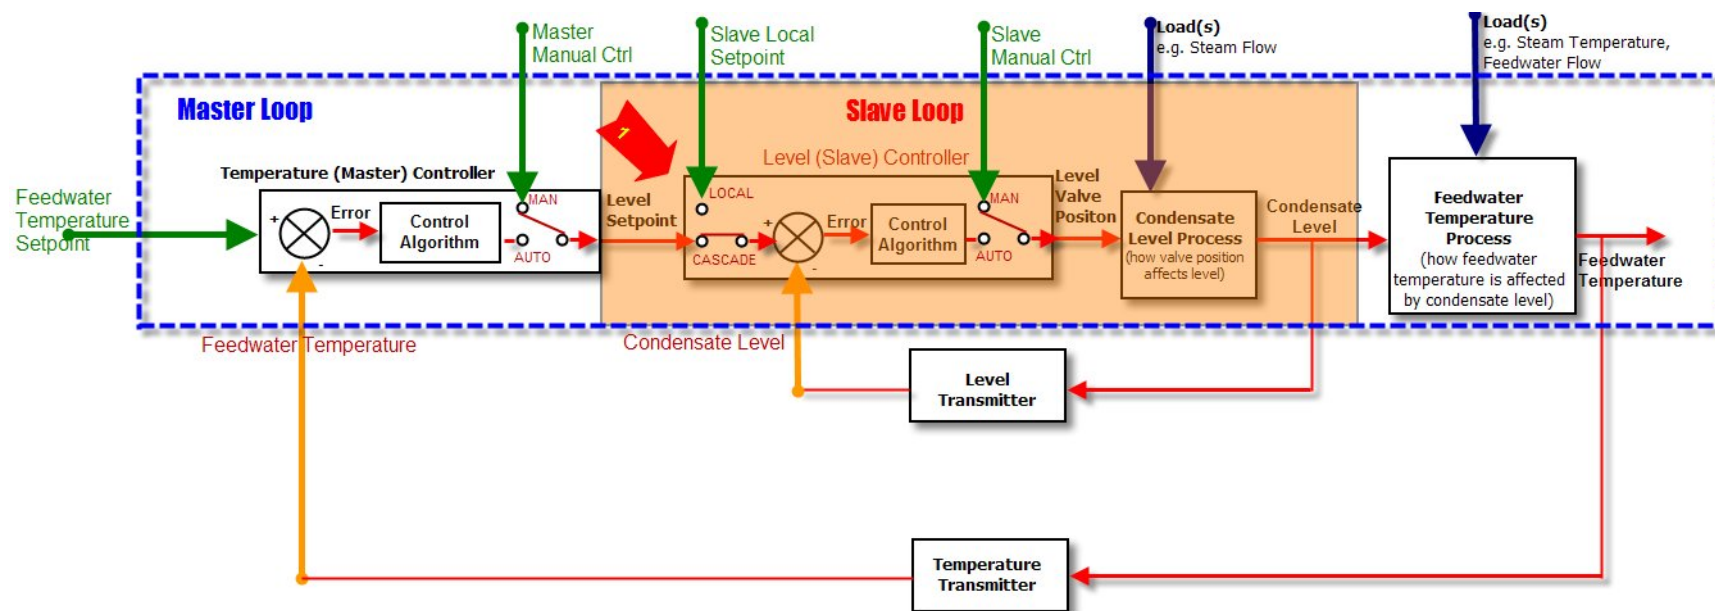 Master
Manual Ctrl
Slave Local
Setpoint
Slave
Manual Ctrl
Load(s)
e.g. Steam Flow
Load(s)
e.g. Steam Temperature,
Feedwater Flow
Master Loop
1
Slave Loop
Feedwater
Temperature
Setpoint
Temperature (Master) Controller
+
-
Error
Control
Algorithm
MAN
AUTO
Level
Setpoint
Level (Slave) Controller
LOCAL
CASCADE
+
-
Error
Control
Algorithm
MAN
AUTO
Level
Valve
Positon
Condensate
Level Process
(how valve position
affects level)
Condensate
Level
Feedwater
Temperature
Process
(how feedwater
temperature is affected
by condensate level)
Feedwater
Temperature
Feedwater Temperature
Condensate Level
Level
Transmitter
Temperature
Transmitter